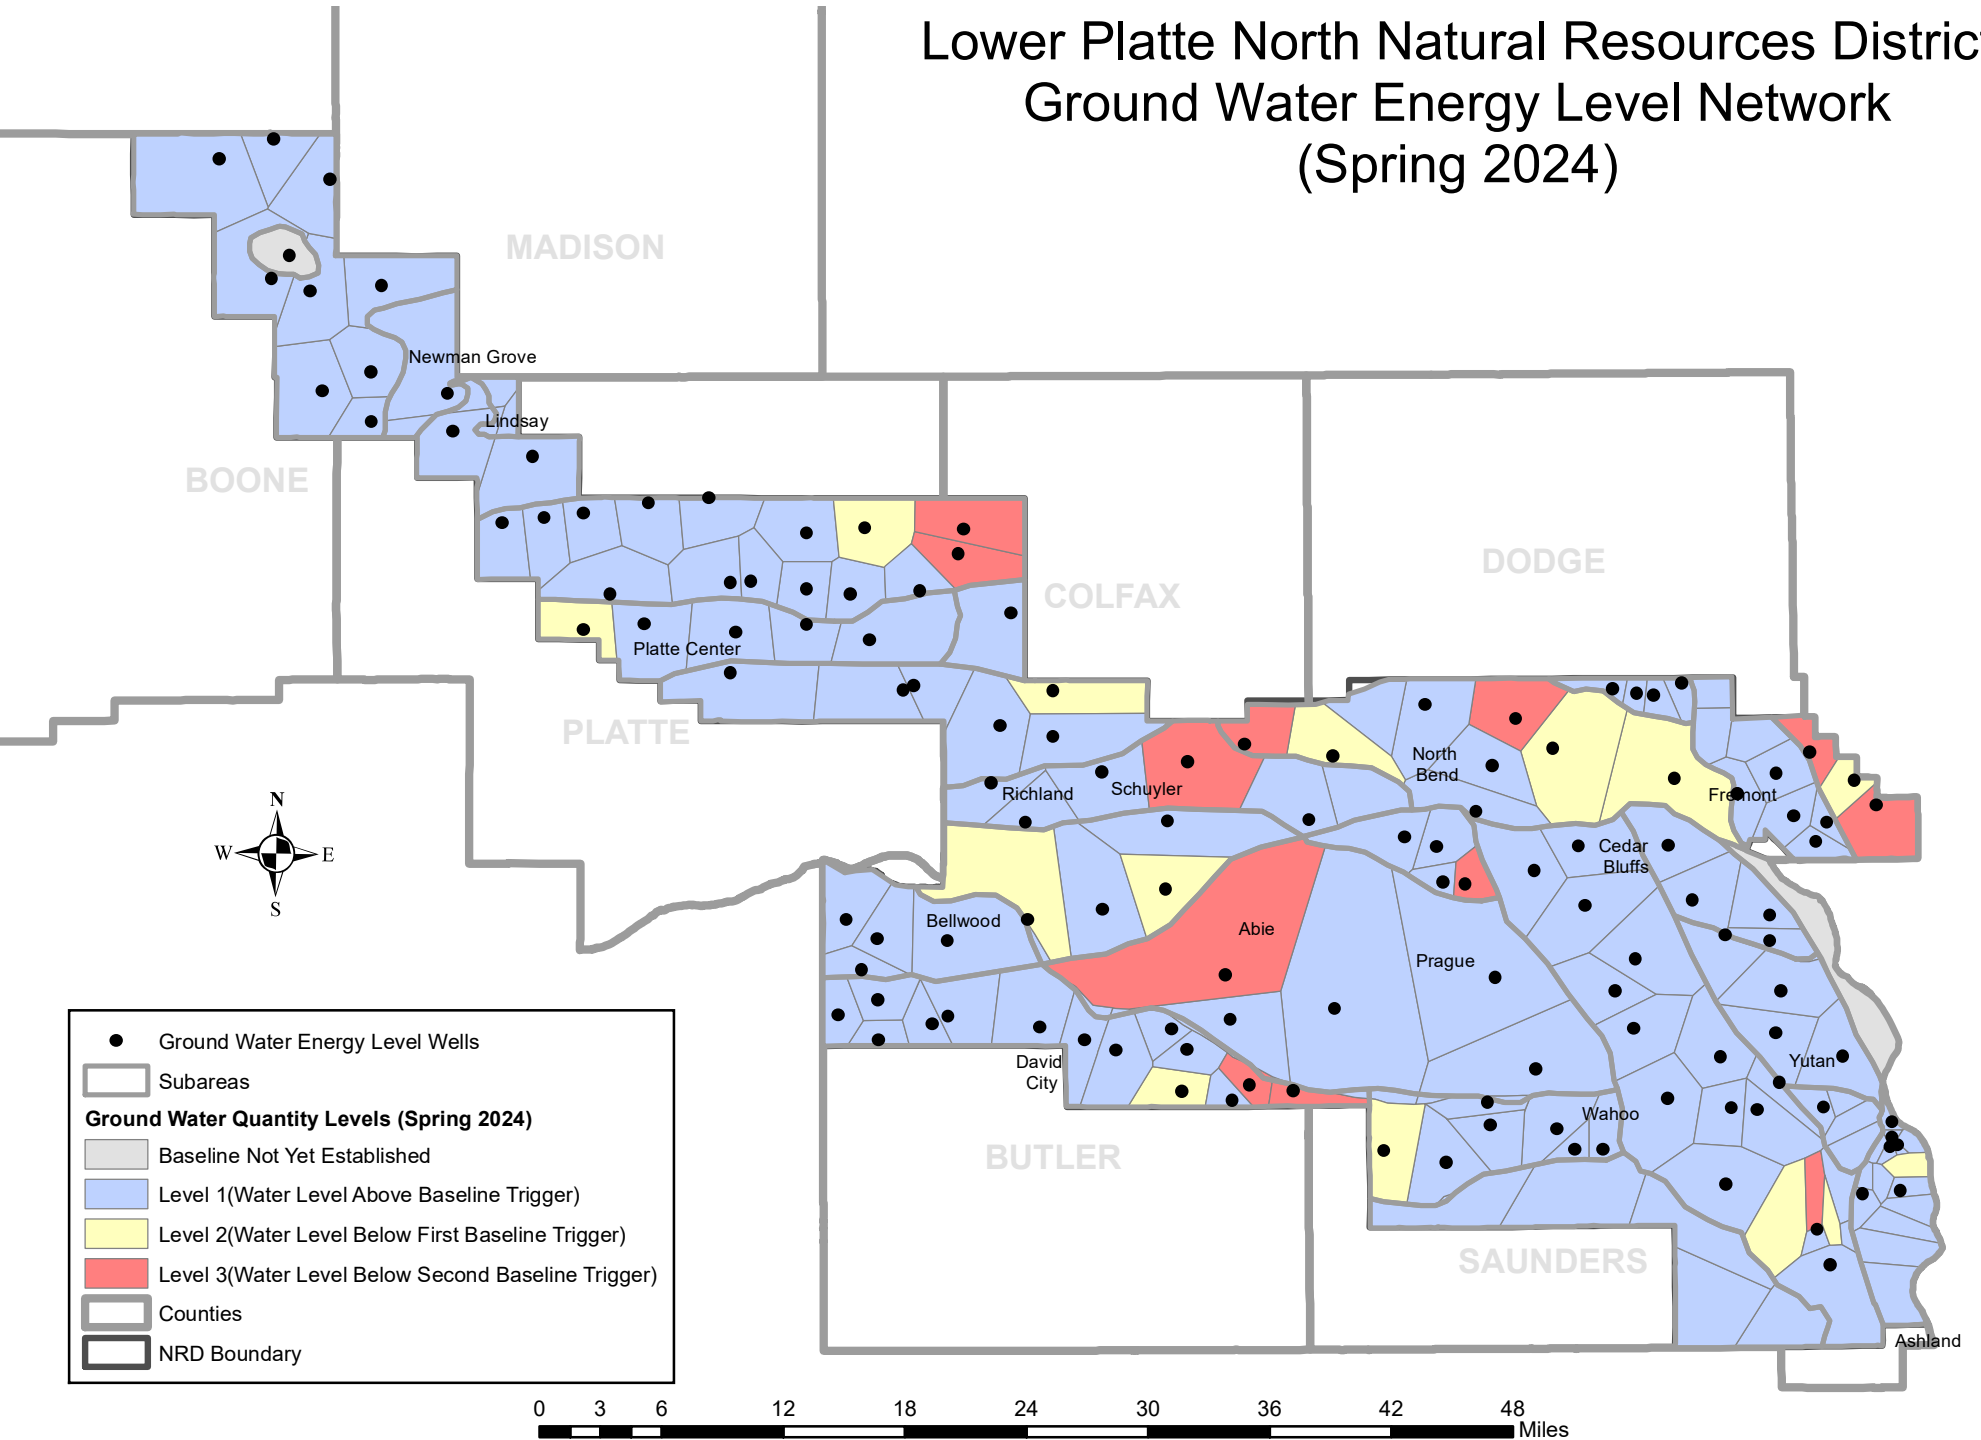 Lower Platte North Natural Resources Distric
Ground Water Energy Level Network
(Spring 2024)
MADISON
Newman Grove
Lindsay
BOONE
DODGE
COLFAX
Platte Center
PLATTE
North
Bend
Richland
Schuyler
Fremont
N
W
E
S
Cedar
Bluffs
Bellwood
Abie
Prague
David
City
Yutan
Wahoo
BUTLER
SAUNDERS
Ashland
Ground Water Energy Level Wells
Subareas
Ground Water Quantity Levels (Spring 2024)
Baseline Not Yet Established
Level 1(Water Level Above Baseline Trigger)
Level 2(Water Level Below First Baseline Trigger)
Level 3(Water Level Below Second Baseline Trigger)
Counties
NRD Boundary
0 3 6 12 18 24 30 36 42 48
Miles